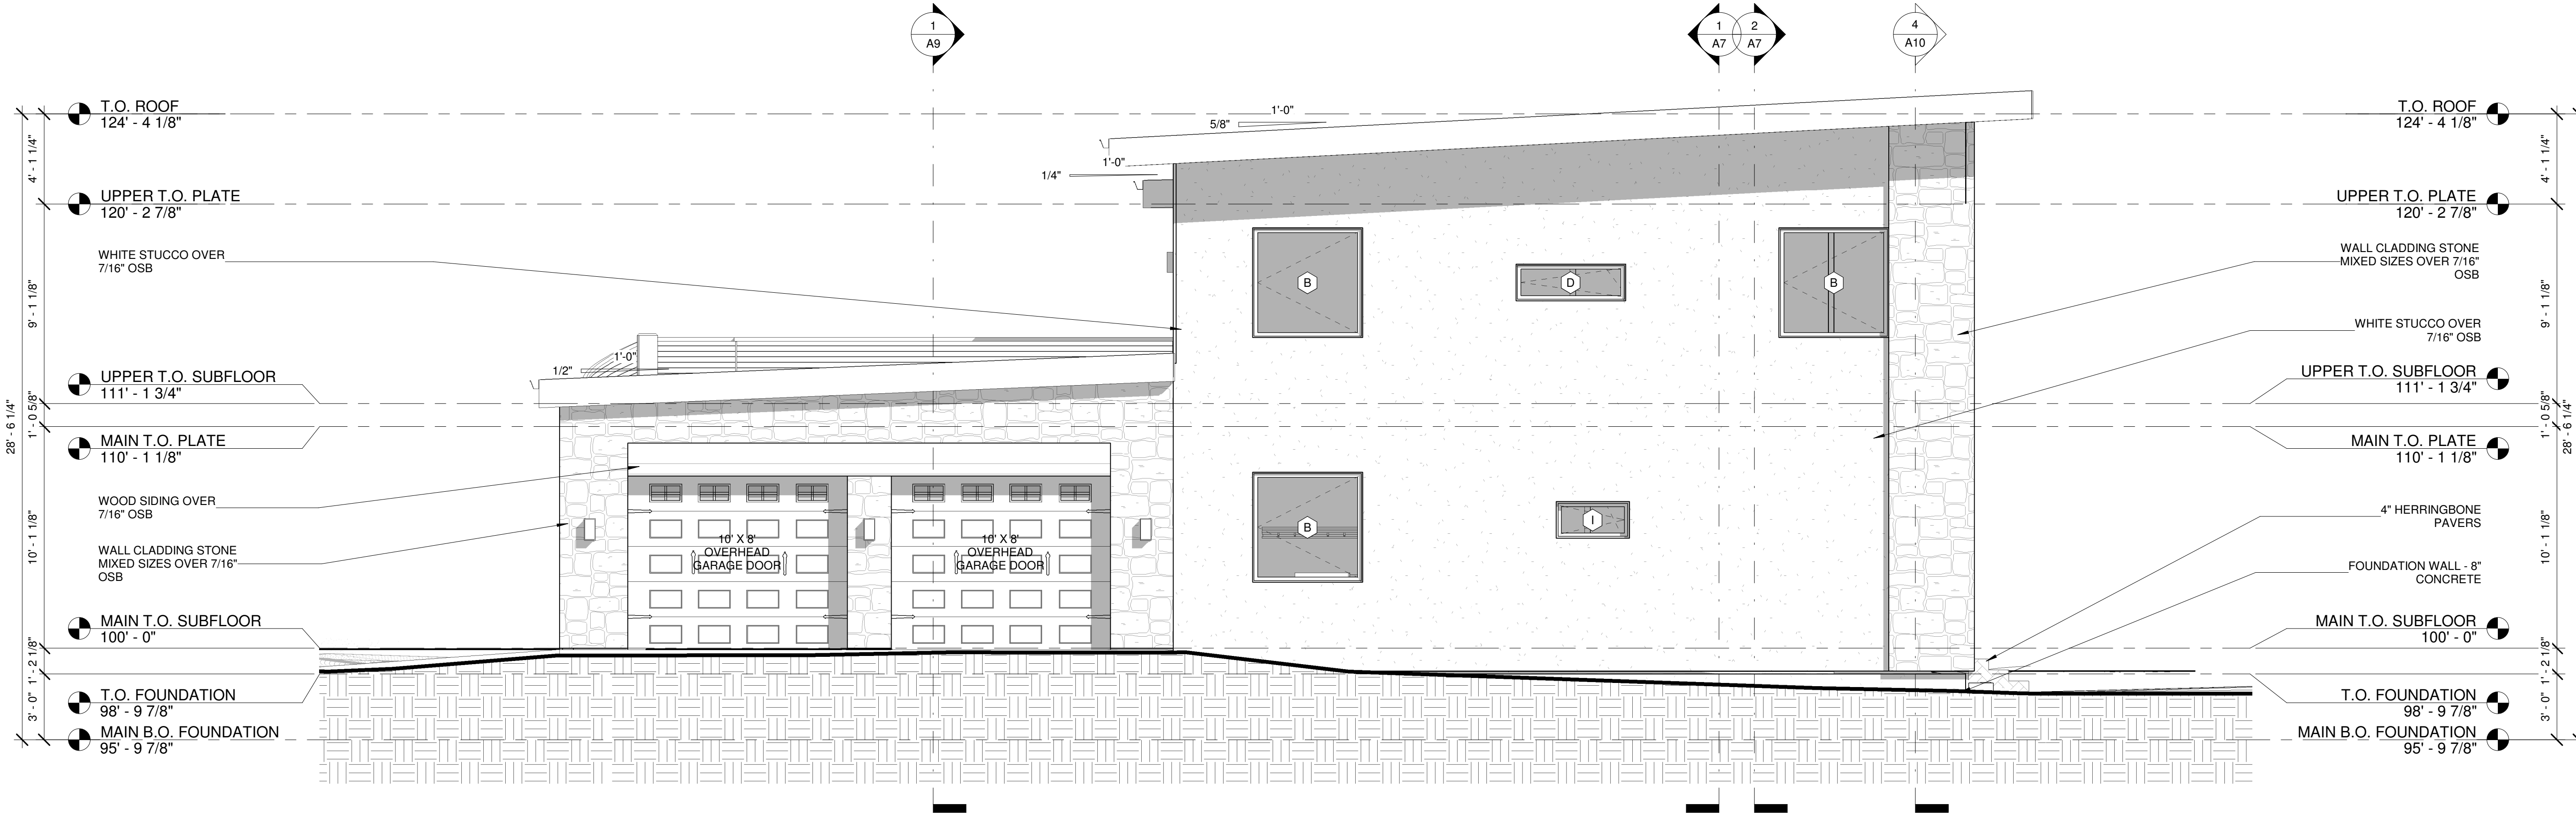 1
A9
1
A7
2
A7
4
A10
T.O. ROOF
124' - 4 1/8"
UPPER T.O. PLATE
120' - 2 7/8"
WHITE STUCCO OVER
7/16" OSB
UPPER T.O. SUBFLOOR
111' - 1 3/4"
MAIN T.O. PLATE
110' - 1 1/8"
WOOD SIDING OVER
7/16" OSB
WALL CLADDING STONE
MIXED SIZES OVER 7/16"
OSB
MAIN T.O. SUBFLOOR
100' - 0"
T.O. FOUNDATION
98' - 9 7/8"
MAIN B.O. FOUNDATION
95' - 9 7/8"
28' - 6 1/4"
4' - 1 1/4"
9' - 1 1/8"
1' - 0 5/8"
10' - 1 1/8"
1' - 2 1/8"
3' - 0"
1'-0"
5/8"
1'-0"
1/4"
1'-0"
1/2"
B
D
B
B
I
10' X 8'
OVERHEAD
GARAGE DOOR
10' X 8'
OVERHEAD
GARAGE DOOR
T.O. ROOF
124' - 4 1/8"
UPPER T.O. PLATE
120' - 2 7/8"
WALL CLADDING STONE
MIXED SIZES OVER 7/16"
OSB
WHITE STUCCO OVER
7/16" OSB
UPPER T.O. SUBFLOOR
111' - 1 3/4"
MAIN T.O. PLATE
110' - 1 1/8"
4" HERRINGBONE
PAVERS
FOUNDATION WALL - 8"
CONCRETE
MAIN T.O. SUBFLOOR
100' - 0"
T.O. FOUNDATION
98' - 9 7/8"
MAIN B.O. FOUNDATION
95' - 9 7/8"
4' - 1 1/4"
9' - 1 1/8"
1' - 0 5/8"
10' - 1 1/8"
1' - 2 1/8"
3' - 0"
28' - 6 1/4"